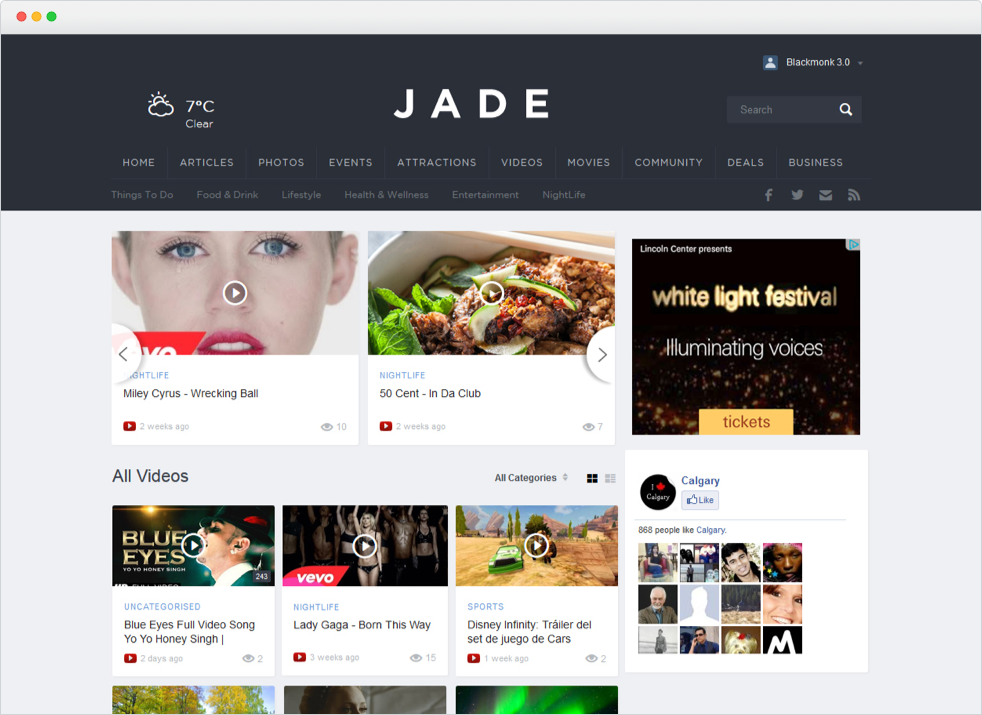 Blackmonk 3.0
7°C
Clear
JADE
Search
HOME ARTICLES PHOTOS EVENTS ATTRACTIONS VIDEOS MOVIES COMMUNITY DEALS BUSINESS
Things To Do Food & Drink Lifestyle Health & Wellness Entertainment NightLife
vevo
NIGHTLIFE
Miley Cyrus - Wrecking Ball
2 weeks ago 10
NIGHTLIFE
50 Cent - In Da Club
2 weeks ago 7
Lincoln Center presents
white light festival
Illuminating voices
tickets
All Videos
All Categories
BLUE
EYES
YO YO HONEY SINGH
HD FULL VIDEO
243
UNCATEGORISED
Blue Eyes Full Video Song
Yo Yo Honey Singh |
2 days ago 2
vevo
NIGHTLIFE
Lady Gaga - Born This Way
3 weeks ago 15
SPORTS
Disney Infinity: Tráiler del
set de juego de Cars
1 week ago 2
I
Calgary
Calgary
Like
868 people like Calgary.